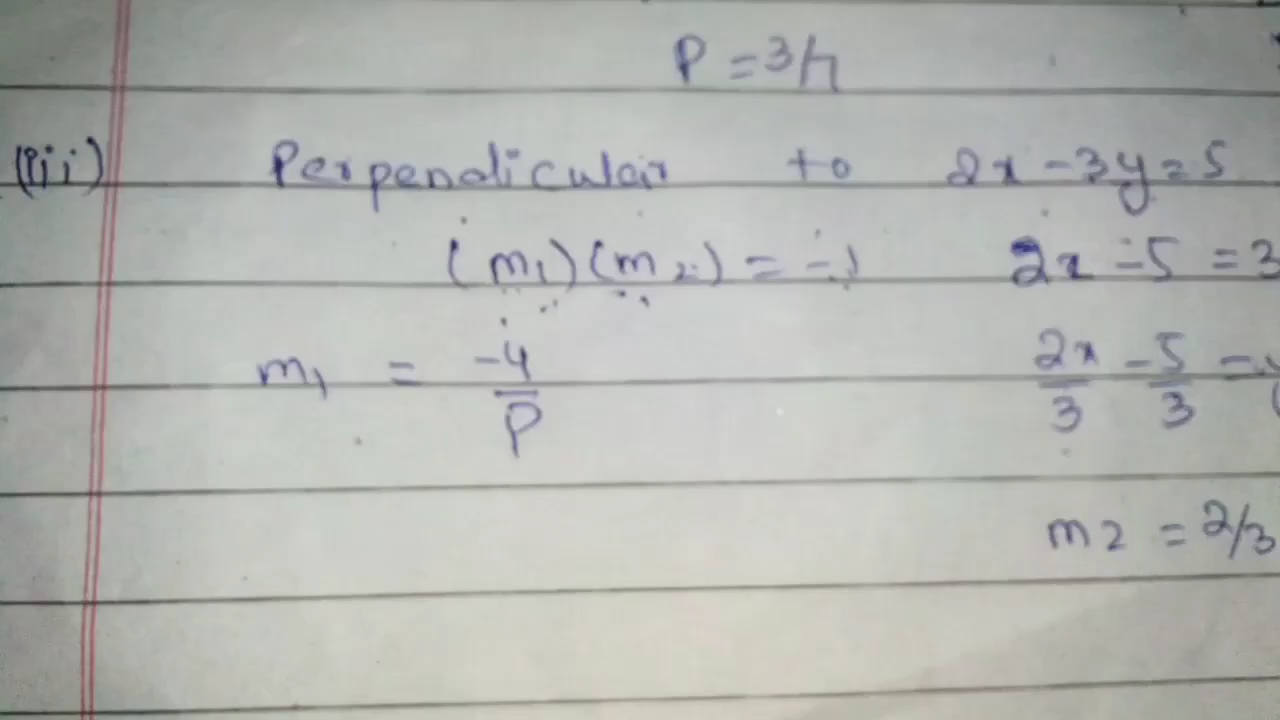 P = 3/4
(iii) Perpendicular to 2x - 3y = 5
(m1)(m2) = -1 2x - 5 = 3
m1 = -4/P 2x/3 - 5/3 = y
m2 = 2/3